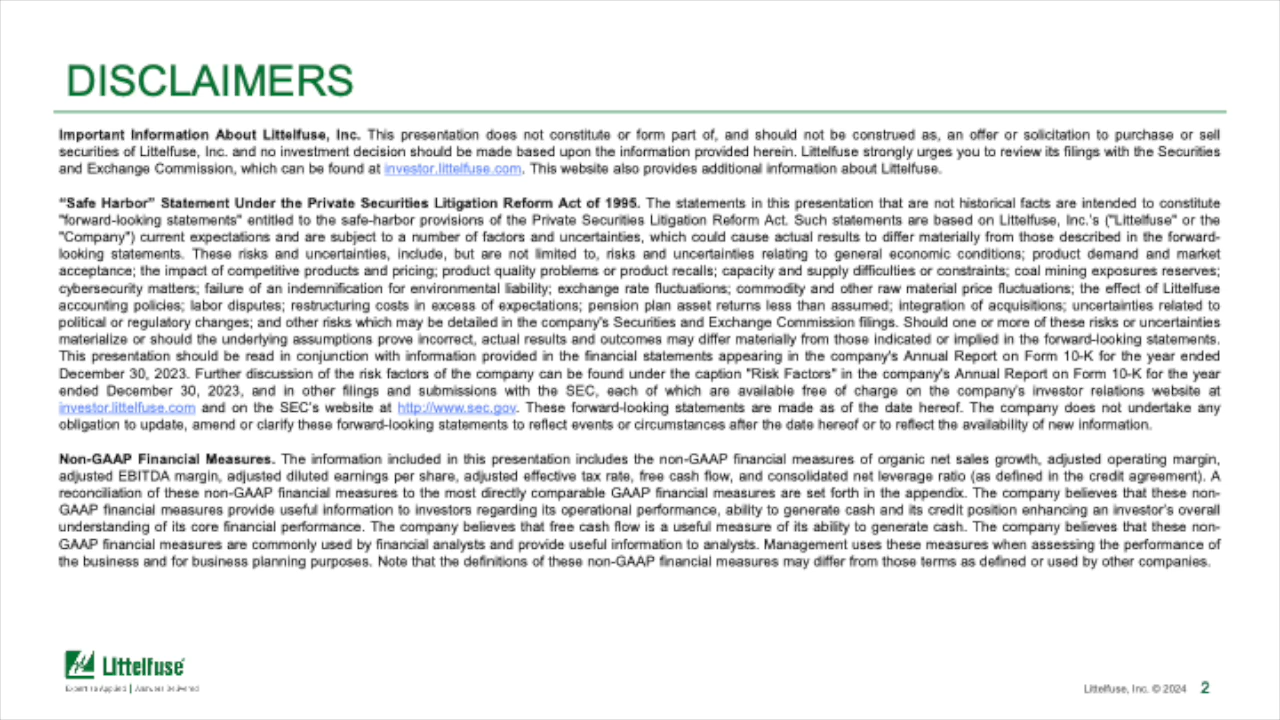 DISCLAIMERS
Important Information About Littelfuse, Inc. This presentation does not constitute or form part of, and should not be construed as, an offer or solicitation to purchase or sell
securities of Littelfuse, Inc. and no investment decision should be made based upon the information provided herein. Littelfuse strongly urges you to review its filings with the Securities
and Exchange Commission, which can be found at investor.littelfuse.com. This website also provides additional information about Littelfuse.
“Safe Harbor” Statement Under the Private Securities Litigation Reform Act of 1995. The statements in this presentation that are not historical facts are intended to constitute
"forward-looking statements" entitled to the safe-harbor provisions of the Private Securities Litigation Reform Act. Such statements are based on Littelfuse, Inc.’s ("Littelfuse" or the
"Company") current expectations and are subject to a number of factors and uncertainties, which could cause actual results to differ materially from those described in the forward-
looking statements. These risks and uncertainties, include, but are not limited to, risks and uncertainties relating to general economic conditions; product demand and market
acceptance; the impact of competitive products and pricing; product quality problems or product recalls; capacity and supply difficulties or constraints; coal mining exposures reserves;
cybersecurity matters; failure of an indemnification for environmental liability; exchange rate fluctuations; commodity and other raw material price fluctuations; the effect of Littelfuse
accounting policies; labor disputes; restructuring costs in excess of expectations; pension plan asset returns less than assumed; integration of acquisitions; uncertainties related to
political or regulatory changes; and other risks which may be detailed in the company's Securities and Exchange Commission filings. Should one or more of these risks or uncertainties
materialize or should the underlying assumptions prove incorrect, actual results and outcomes may differ materially from those indicated or implied in the forward-looking statements.
This presentation should be read in conjunction with information provided in the financial statements appearing in the company's Annual Report on Form 10-K for the year ended
December 30, 2023. Further discussion of the risk factors of the company can be found under the caption "Risk Factors" in the company's Annual Report on Form 10-K for the year
ended December 30, 2023, and in other filings and submissions with the SEC, each of which are available free of charge on the company’s investor relations website at
investor.littelfuse.com and on the SEC’s website at http://www.sec.gov. These forward-looking statements are made as of the date hereof. The company does not undertake any
obligation to update, amend or clarify these forward-looking statements to reflect events or circumstances after the date hereof or to reflect the availability of new information.
Non-GAAP Financial Measures. The information included in this presentation includes the non-GAAP financial measures of organic net sales growth, adjusted operating margin,
adjusted EBITDA margin, adjusted diluted earnings per share, adjusted effective tax rate, free cash flow, and consolidated net leverage ratio (as defined in the credit agreement). A
reconciliation of these non-GAAP financial measures to the most directly comparable GAAP financial measures are set forth in the appendix. The company believes that these non-
GAAP financial measures provide useful information to investors regarding its operational performance, ability to generate cash and its credit position enhancing an investor’s overall
understanding of its core financial performance. The company believes that free cash flow is a useful measure of its ability to generate cash. The company believes that these non-
GAAP financial measures are commonly used by financial analysts and provide useful information to analysts. Management uses these measures when assessing the performance of
the business and for business planning purposes. Note that the definitions of these non-GAAP financial measures may differ from those terms as defined or used by other companies.
Littelfuse
Littelfuse, Inc. © 2024 2